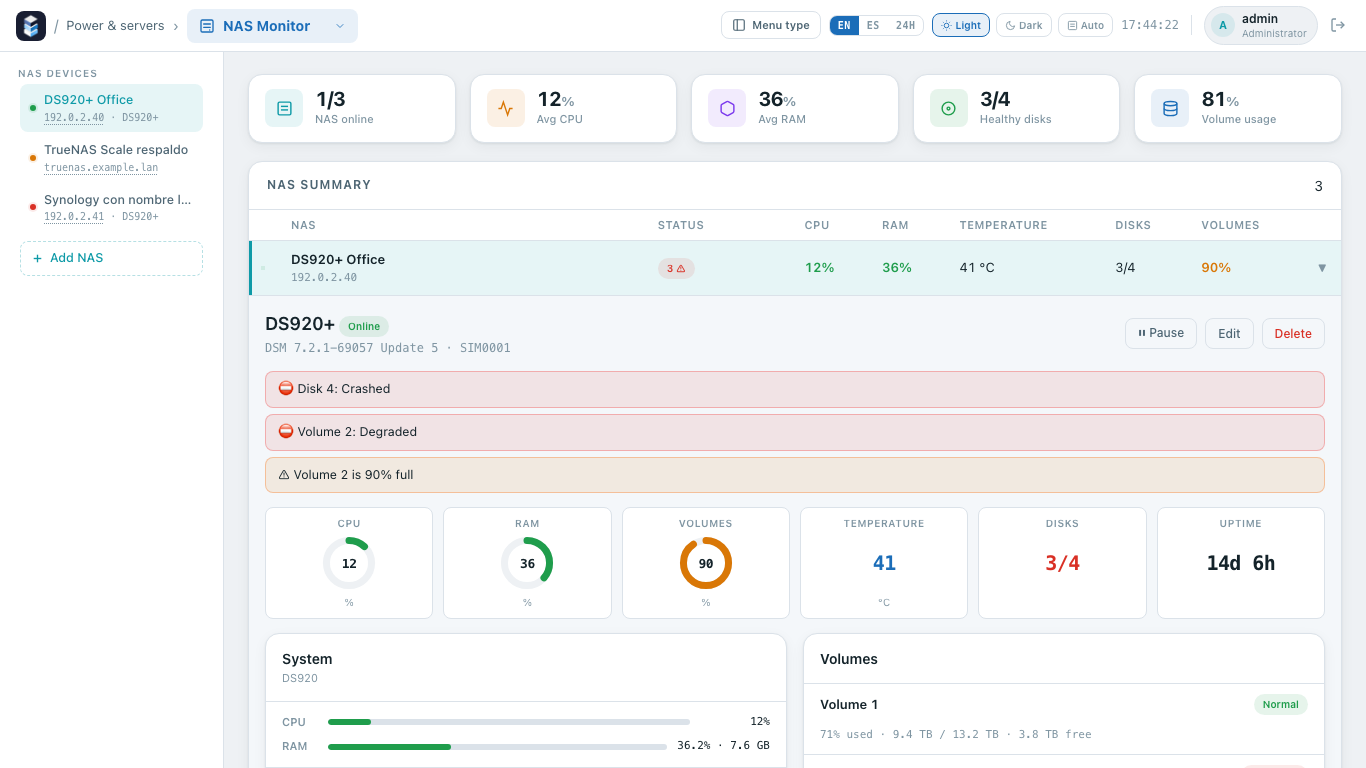 / Power & servers › NAS Monitor
Menu type EN ES 24H Light Dark Auto 17:44:22 A admin Administrator
NAS DEVICES
DS920+ Office
192.0.2.40 · DS920+
TrueNAS Scale respaldo
truenas.example.lan
Synology con nombre l...
192.0.2.41 · DS920+
+ Add NAS
1/3
NAS online
12%
Avg CPU
36%
Avg RAM
3/4
Healthy disks
81%
Volume usage
NAS SUMMARY 3
NAS STATUS CPU RAM TEMPERATURE DISKS VOLUMES
DS920+ Office 3 ⚠ 12% 36% 41 °C 3/4 90% ▼
192.0.2.40
DS920+ Online
DSM 7.2.1-69057 Update 5 · SIM0001
Pause Edit Delete
Disk 4: Crashed
Volume 2: Degraded
⚠ Volume 2 is 90% full
CPU
12
%
RAM
36
%
VOLUMES
90
%
TEMPERATURE
41
°C
DISKS
3/4
UPTIME
14d 6h
System
DS920
CPU 12%
RAM 36.2% · 7.6 GB
Volumes
Volume 1 Normal
71% used · 9.4 TB / 13.2 TB · 3.8 TB free